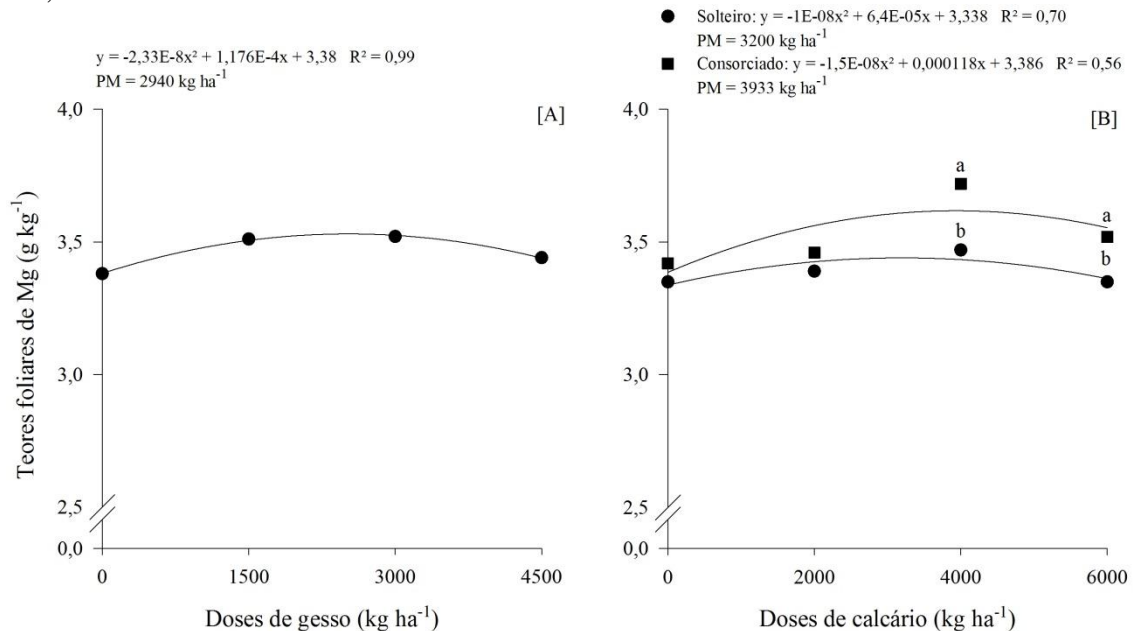 y = -2,33E-8x² + 1,176E-4x + 3,38 R² = 0,99
PM = 2940 kg ha⁻¹
Solteiro: y = -1E-08x² + 6,4E-05x + 3,338 R² = 0,70
PM = 3200 kg ha⁻¹
Consorciado: y = -1,5E-08x² + 0,000118x + 3,386 R² = 0,56
PM = 3933 kg ha⁻¹
Teores foliares de Mg (g kg⁻¹)
4,0
3,5
3,0
2,5
0,0
[A]
0 1500 3000 4500
Doses de gesso (kg ha⁻¹)
4,0
3,5
3,0
2,5
0,0
[B]
a
b
a
b
0 2000 4000 6000
Doses de calcário (kg ha⁻¹)